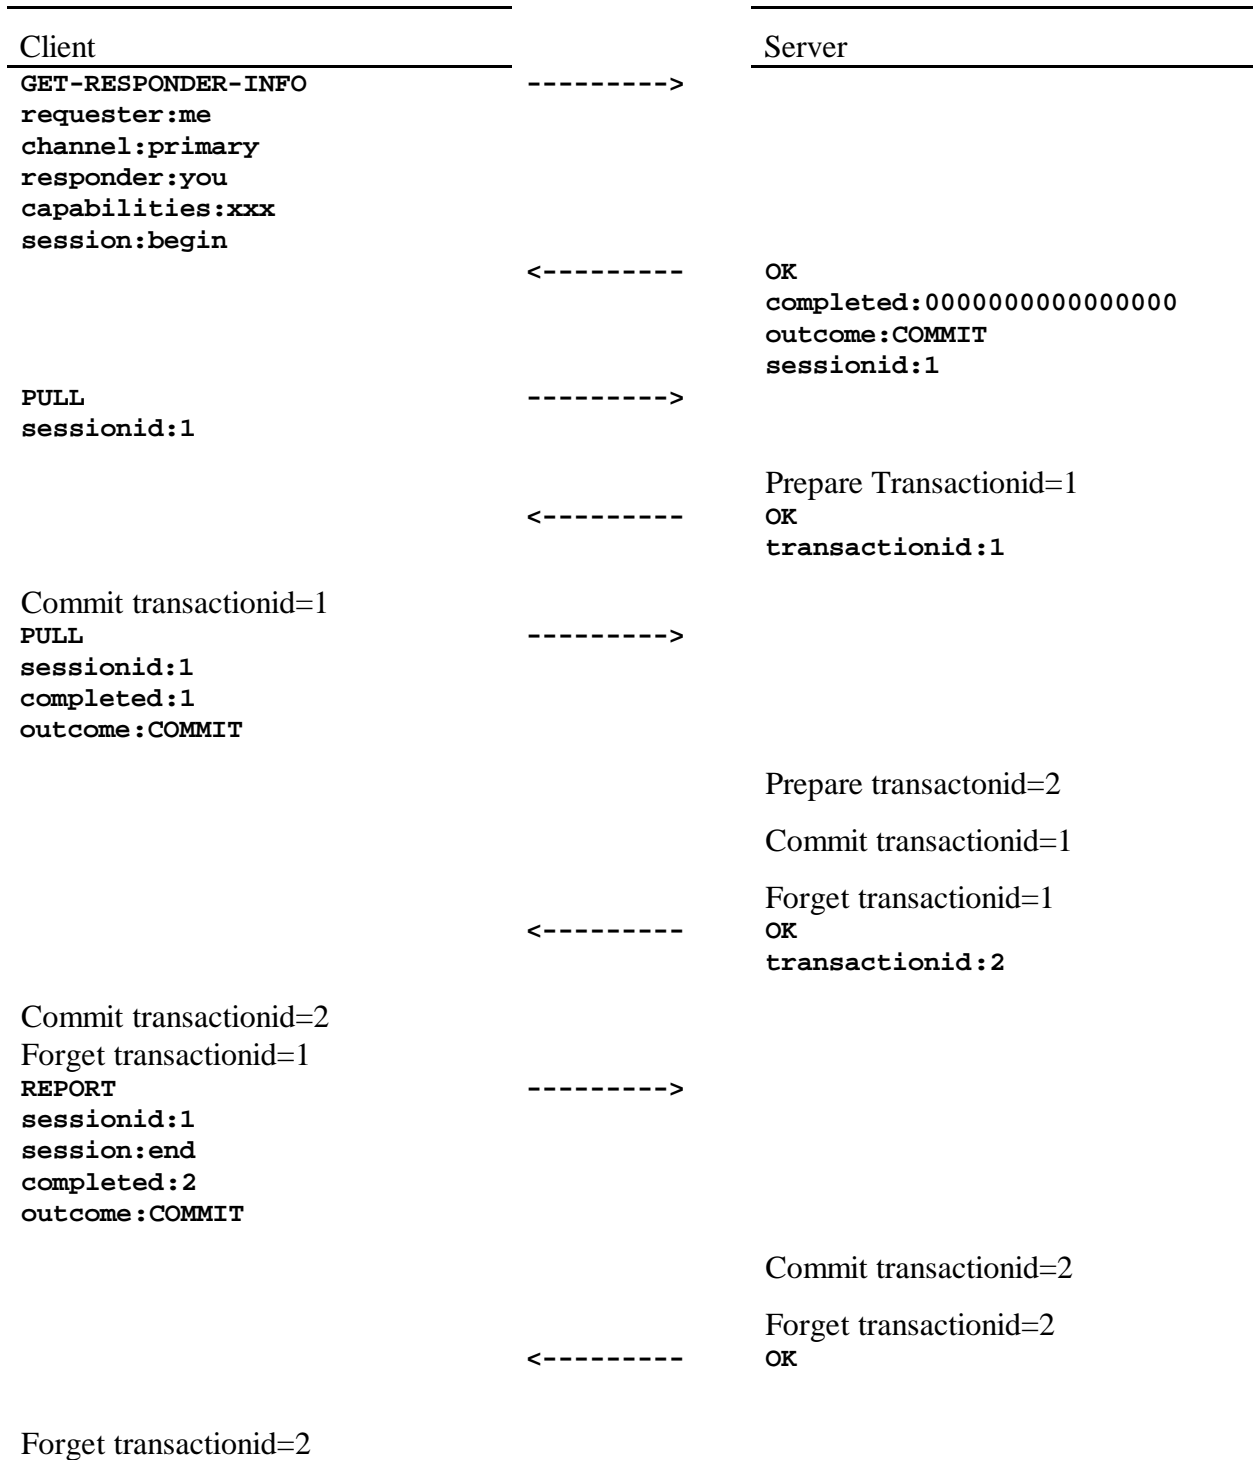 Client Server
GET-RESPONDER-INFO --------->
requester:me
channel:primary
responder:you
capabilities:xxx
session:begin
<--------- OK
completed:0000000000000000
outcome:COMMIT
sessionid:1
PULL --------->
sessionid:1
Prepare Transactionid=1
<--------- OK
transactionid:1
Commit transactionid=1
PULL --------->
sessionid:1
completed:1
outcome:COMMIT
Prepare transactonid=2
Commit transactionid=1
Forget transactionid=1
<--------- OK
transactionid:2
Commit transactionid=2
Forget transactionid=1
REPORT --------->
sessionid:1
session:end
completed:2
outcome:COMMIT
Commit transactionid=2
Forget transactionid=2
<--------- OK
Forget transactionid=2